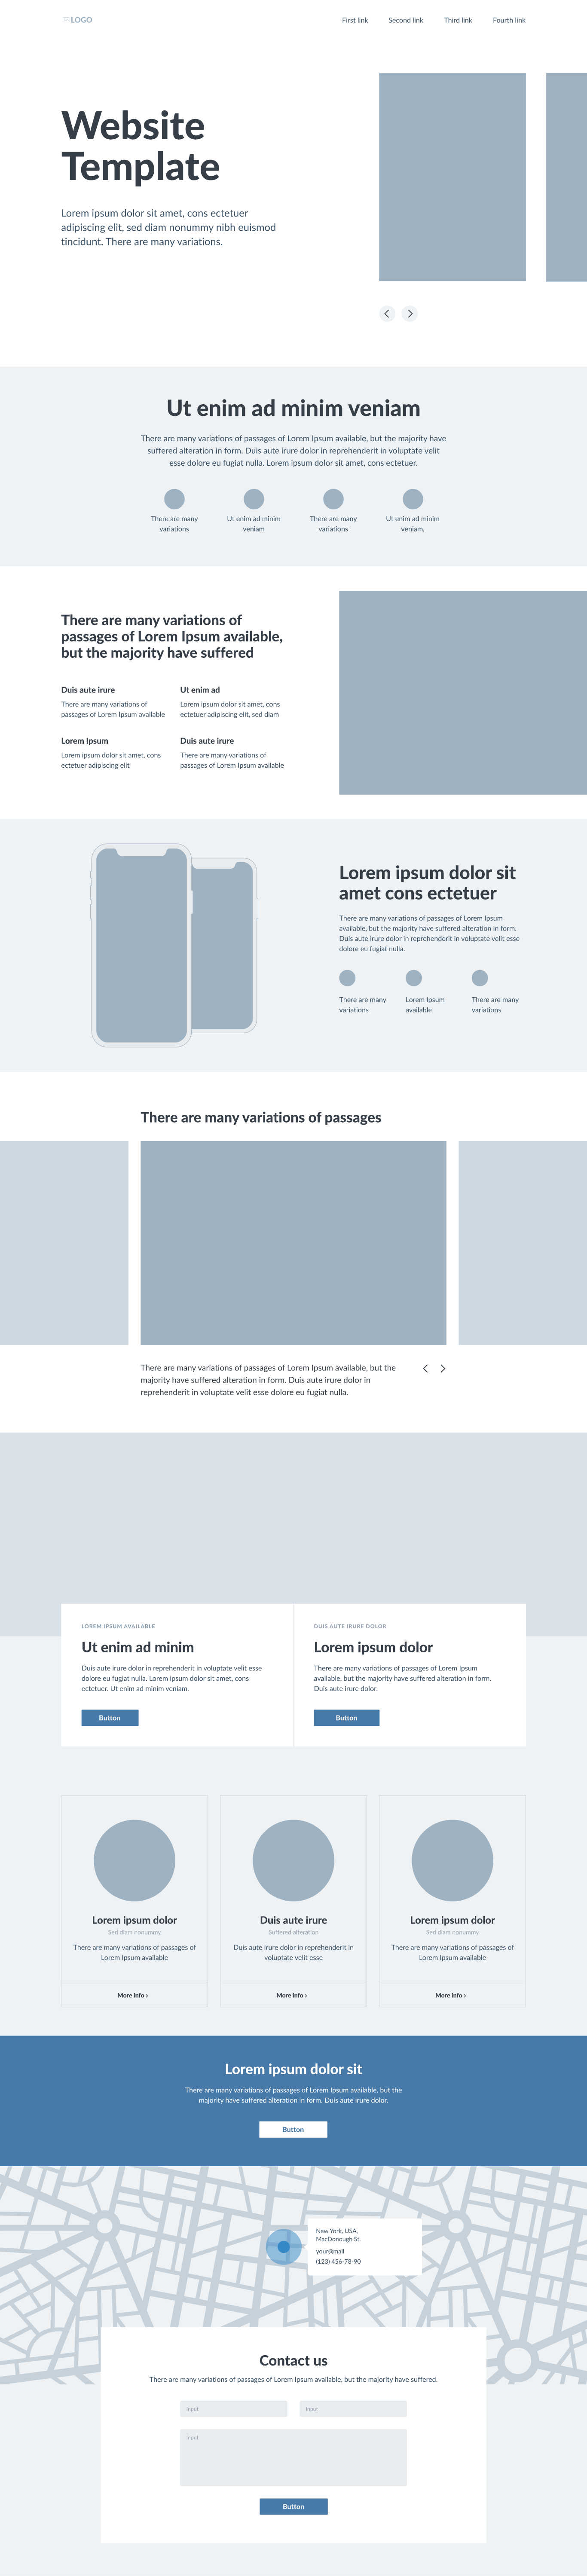 LOGO
First link
Second link
Third link
Fourth link
Website
Template
Lorem ipsum dolor sit amet, cons ectetuer
adipiscing elit, sed diam nonummy nibh euismod
tincidunt. There are many variations.
Ut enim ad minim veniam
There are many variations of passages of Lorem Ipsum available, but the majority have
suffered alteration in form. Duis aute irure dolor in reprehenderit in voluptate velit
esse dolore eu fugiat nulla. Lorem ipsum dolor sit amet, cons ectetuer.
There are many
variations
Ut enim ad minim
veniam
There are many
variations
Ut enim ad minim
veniam,
There are many variations of
passages of Lorem Ipsum available,
but the majority have suffered
Duis aute irure
There are many variations of
passages of Lorem Ipsum available
Ut enim ad
Lorem ipsum dolor sit amet, cons
ectetuer adipiscing elit, sed diam
Lorem Ipsum
Lorem ipsum dolor sit amet, cons
ectetuer adipiscing elit
Duis aute irure
There are many variations of
passages of Lorem Ipsum available
Lorem ipsum dolor sit
amet cons ectetuer
There are many variations of passages of Lorem Ipsum
available, but the majority have suffered alteration in form.
Duis aute irure dolor in reprehenderit in voluptate velit esse
dolore eu fugiat nulla.
There are many
variations
Lorem Ipsum
available
There are many
variations
There are many variations of passages
There are many variations of passages of Lorem Ipsum available, but the
majority have suffered alteration in form. Duis aute irure dolor in
reprehenderit in voluptate velit esse dolore eu fugiat nulla.
LOREM IPSUM AVAILABLE
Ut enim ad minim
Duis aute irure dolor in reprehenderit in voluptate velit esse
dolore eu fugiat nulla. Lorem ipsum dolor sit amet, cons
ectetuer. Ut enim ad minim veniam.
Button
DUIS AUTE IRURE DOLOR
Lorem ipsum dolor
There are many variations of passages of Lorem Ipsum
available, but the majority have suffered alteration in form.
Duis aute irure dolor.
Button
Lorem ipsum dolor
Sed diam nonummy
There are many variations of passages of
Lorem Ipsum available
More info ›
Duis aute irure
Suffered alteration
Duis aute irure dolor in reprehenderit in
voluptate velit esse
More info ›
Lorem ipsum dolor
Sed diam nonummy
There are many variations of passages of
Lorem Ipsum available
More info ›
Lorem ipsum dolor sit
There are many variations of passages of Lorem Ipsum available, but the
majority have suffered alteration in form. Duis aute irure dolor.
Button
New York, USA,
MacDonough St.
your@mail
(123) 456-78-90
Contact us
There are many variations of passages of Lorem Ipsum available, but the majority have suffered.
Input
Input
Input
Button